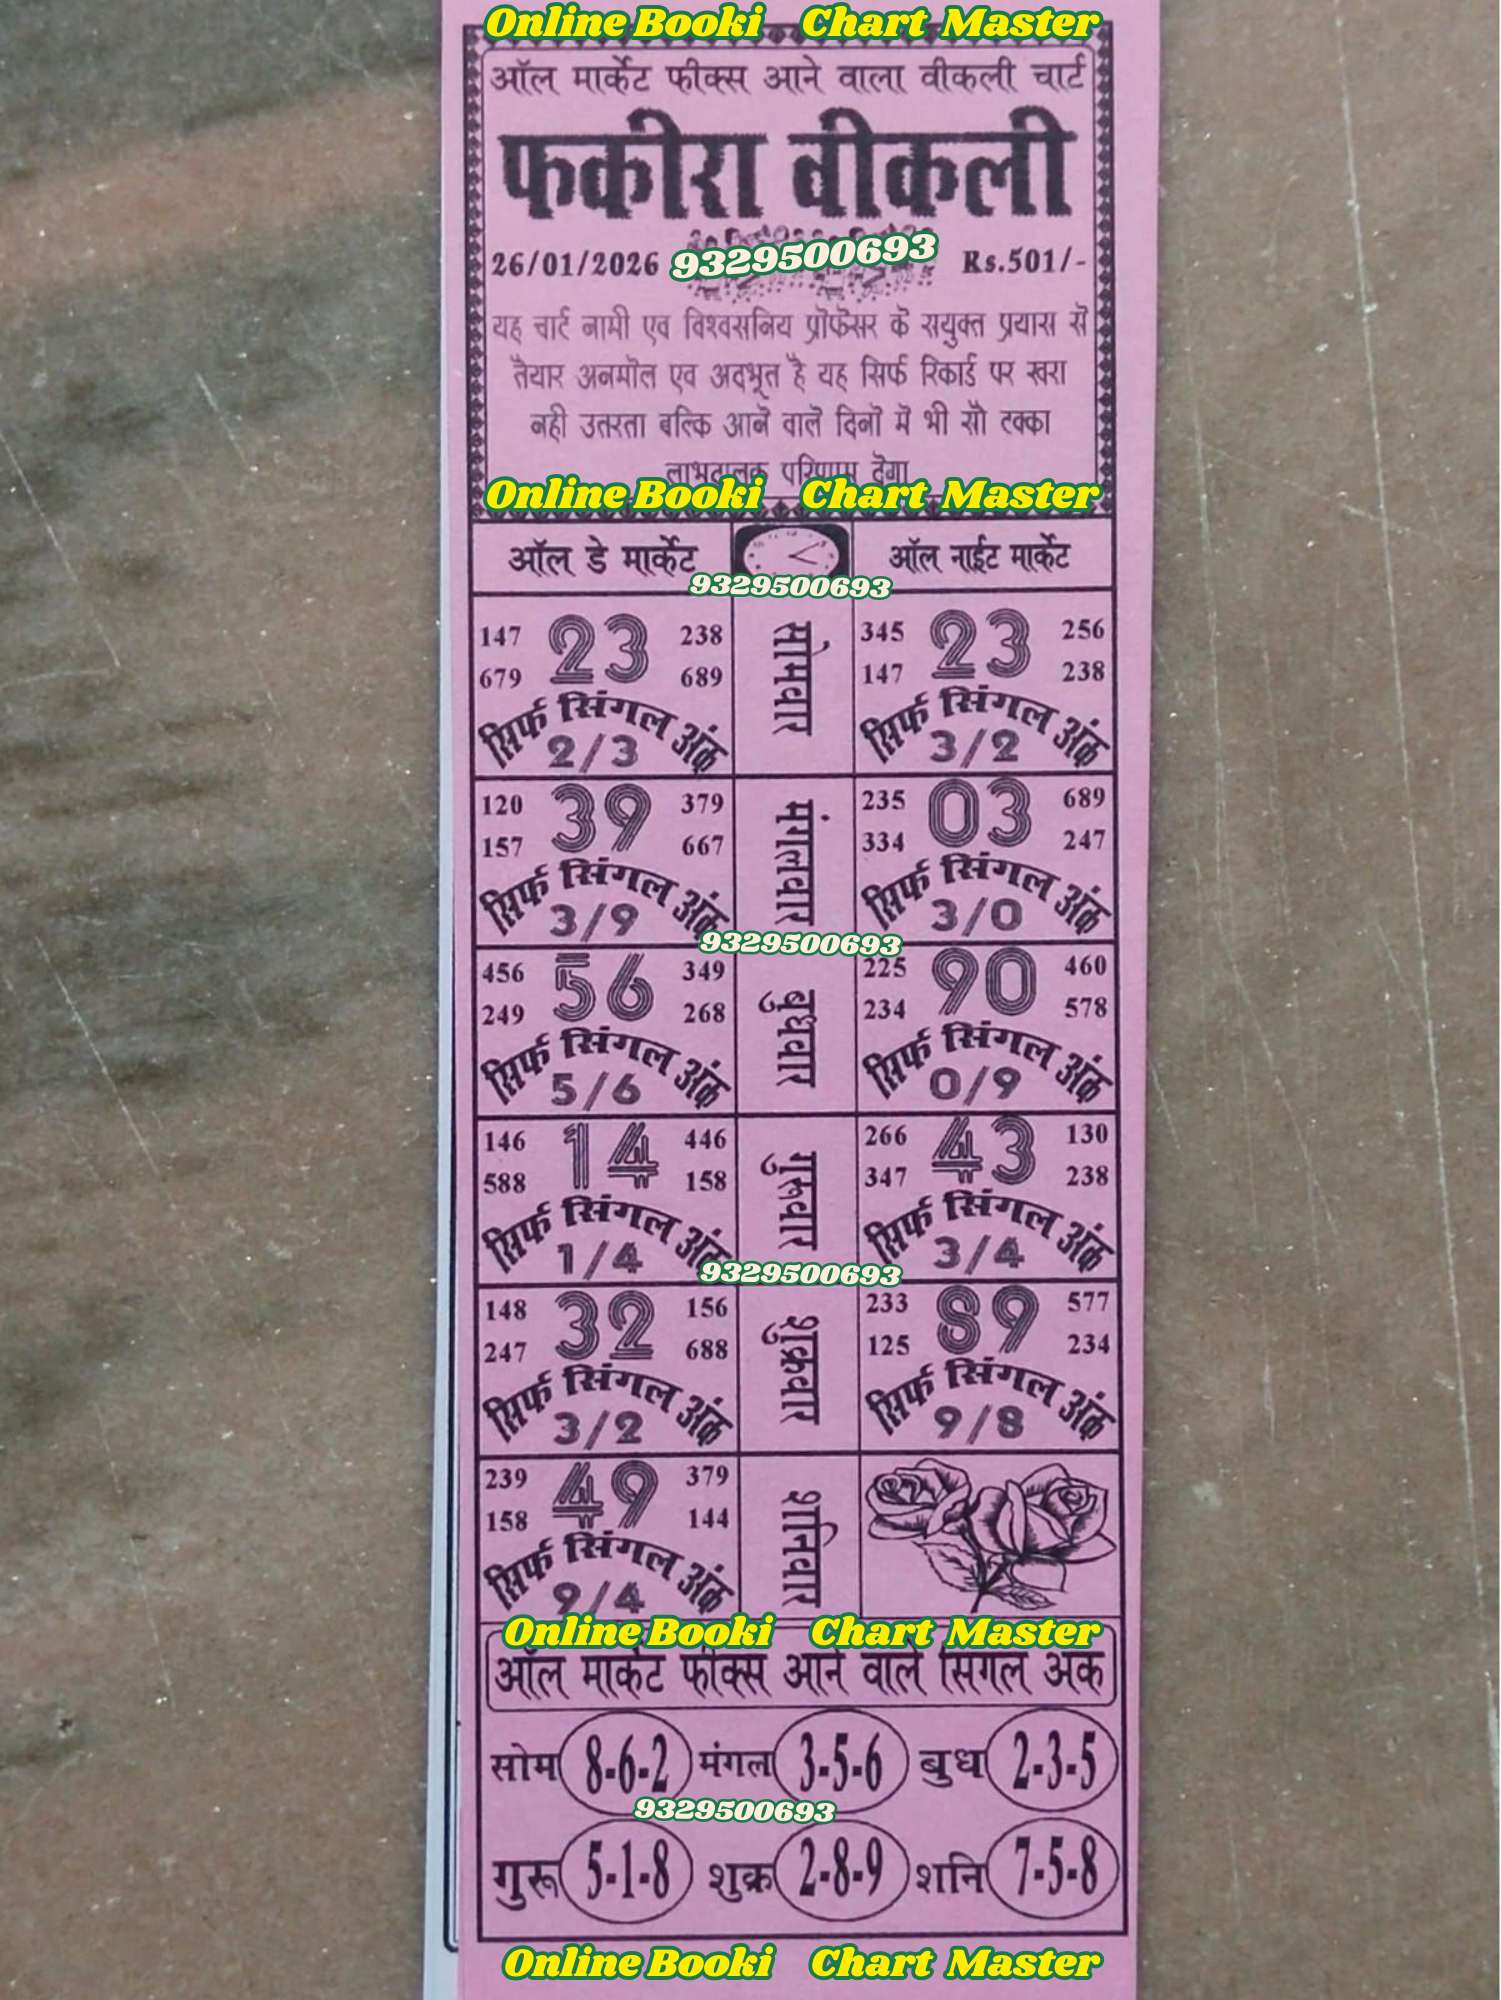 Online Booki Chart Master
ऑल मार्केट फीक्स आने वाला वीकली चार्ट
फकीरा वीकली
26/01/2026 9329500693 Rs.501/-
यह चार्ट नामी एव विश्वसनिय प्रोफेसर के सयुक्त प्रयास से
तैयार अनमोल एव अदभूत है यह सिर्फ रिकार्ड पर खरा
नही उतरता बल्कि आने वाले दिनो मे भी सौ टक्का
लाभदालक परिणाम देगा
Online Booki Chart Master
ऑल डे मार्केट ऑल नाईट मार्केट
9329500693
147 23 238 सोमवार 345 23 256
679 689 147 238
सिर्फ सिंगल अंक सिर्फ सिंगल अंक
2/3 3/2
120 39 379 मंगलवार 235 03 689
157 667 334 247
सिर्फ सिंगल अंक सिर्फ सिंगल अंक
3/9 3/0
9329500693
456 56 349 बुधवार 225 90 460
249 268 234 578
सिर्फ सिंगल अंक सिर्फ सिंगल अंक
5/6 0/9
146 14 446 गुरूवार 266 43 130
588 158 347 238
सिर्फ सिंगल अंक सिर्फ सिंगल अंक
1/4 3/4
9329500693
148 32 156 शुक्रवार 233 89 577
247 688 125 234
सिर्फ सिंगल अंक सिर्फ सिंगल अंक
3/2 9/8
239 49 379 शनिवार
158 144
सिर्फ सिंगल अंक
9/4
Online Booki Chart Master
ऑल मार्केट फीक्स आने वाले सिंगल अंक
सोम 8-6-2 मंगल 3-5-6 बुध 2-3-5
9329500693
गुरू 5-1-8 शुक्र 2-8-9 शनि 7-5-8
Online Booki Chart Master